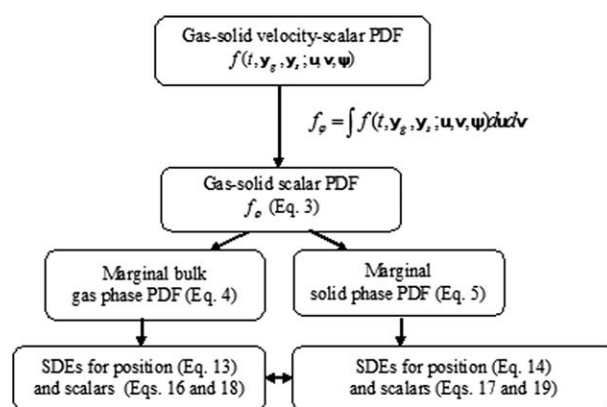 Gas-solid velocity-scalar PDF
f(t, y_g, y_s; u, v, ψ)
f_φ = ∫ f(t, y_g, y_s; u, v, ψ)dudv
Gas-solid scalar PDF
f_φ (Eq. 3)
Marginal bulk
gas phase PDF (Eq. 4)
Marginal
solid phase PDF (Eq. 5)
SDEs for position (Eq. 13)
and scalars (Eqs. 16 and 18)
SDEs for position (Eq. 14)
and scalars (Eqs. 17 and 19)